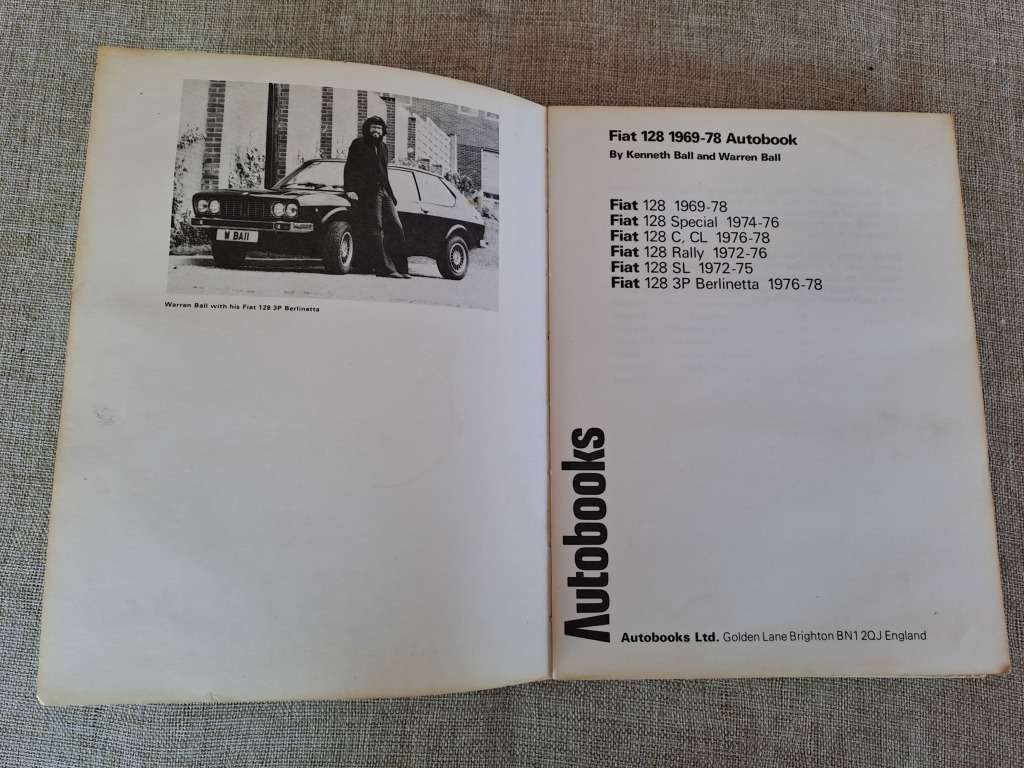 W BALL
Warren Ball with his Fiat 128 3P Berlinetta
Fiat 128 1969-78 Autobook
By Kenneth Ball and Warren Ball
Fiat 128 1969-78
Fiat 128 Special 1974-76
Fiat 128 C, CL 1976-78
Fiat 128 Rally 1972-76
Fiat 128 SL 1972-75
Fiat 128 3P Berlinetta 1976-78
Autobooks
Autobooks Ltd. Golden Lane Brighton BN1 2QJ England